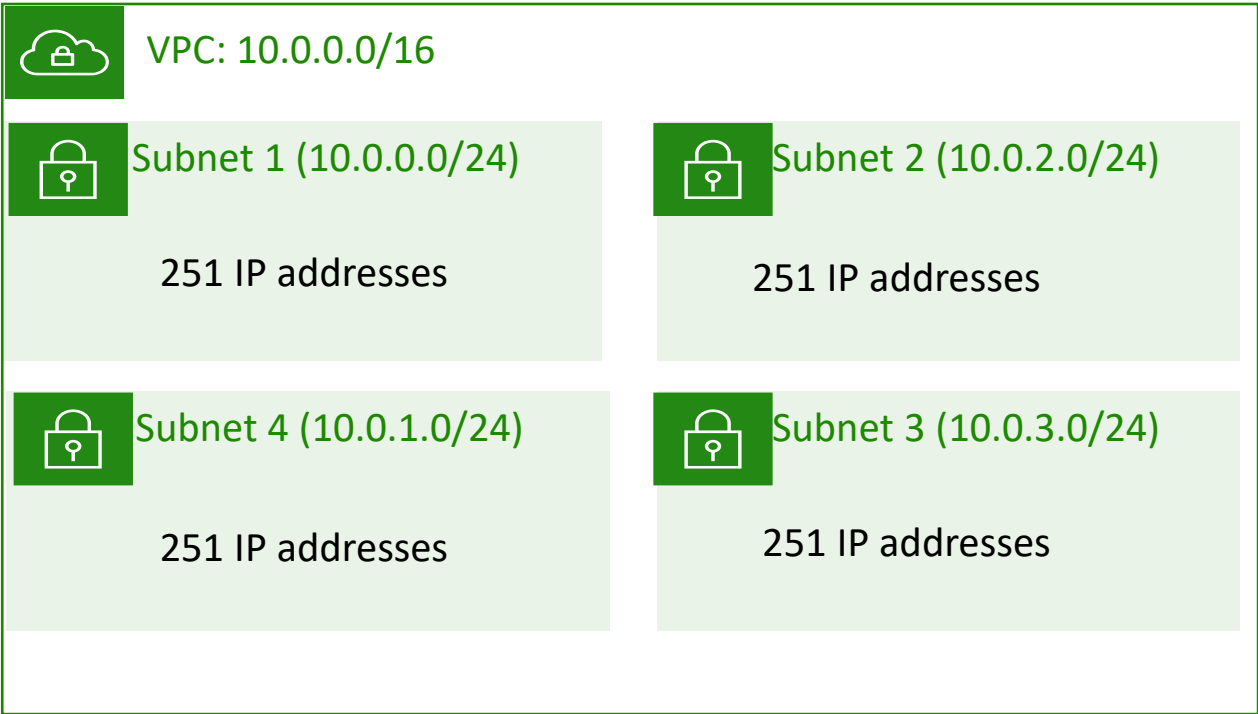 VPC: 10.0.0.0/16
Subnet 1 (10.0.0.0/24)
251 IP addresses
Subnet 2 (10.0.2.0/24)
251 IP addresses
Subnet 4 (10.0.1.0/24)
251 IP addresses
Subnet 3 (10.0.3.0/24)
251 IP addresses